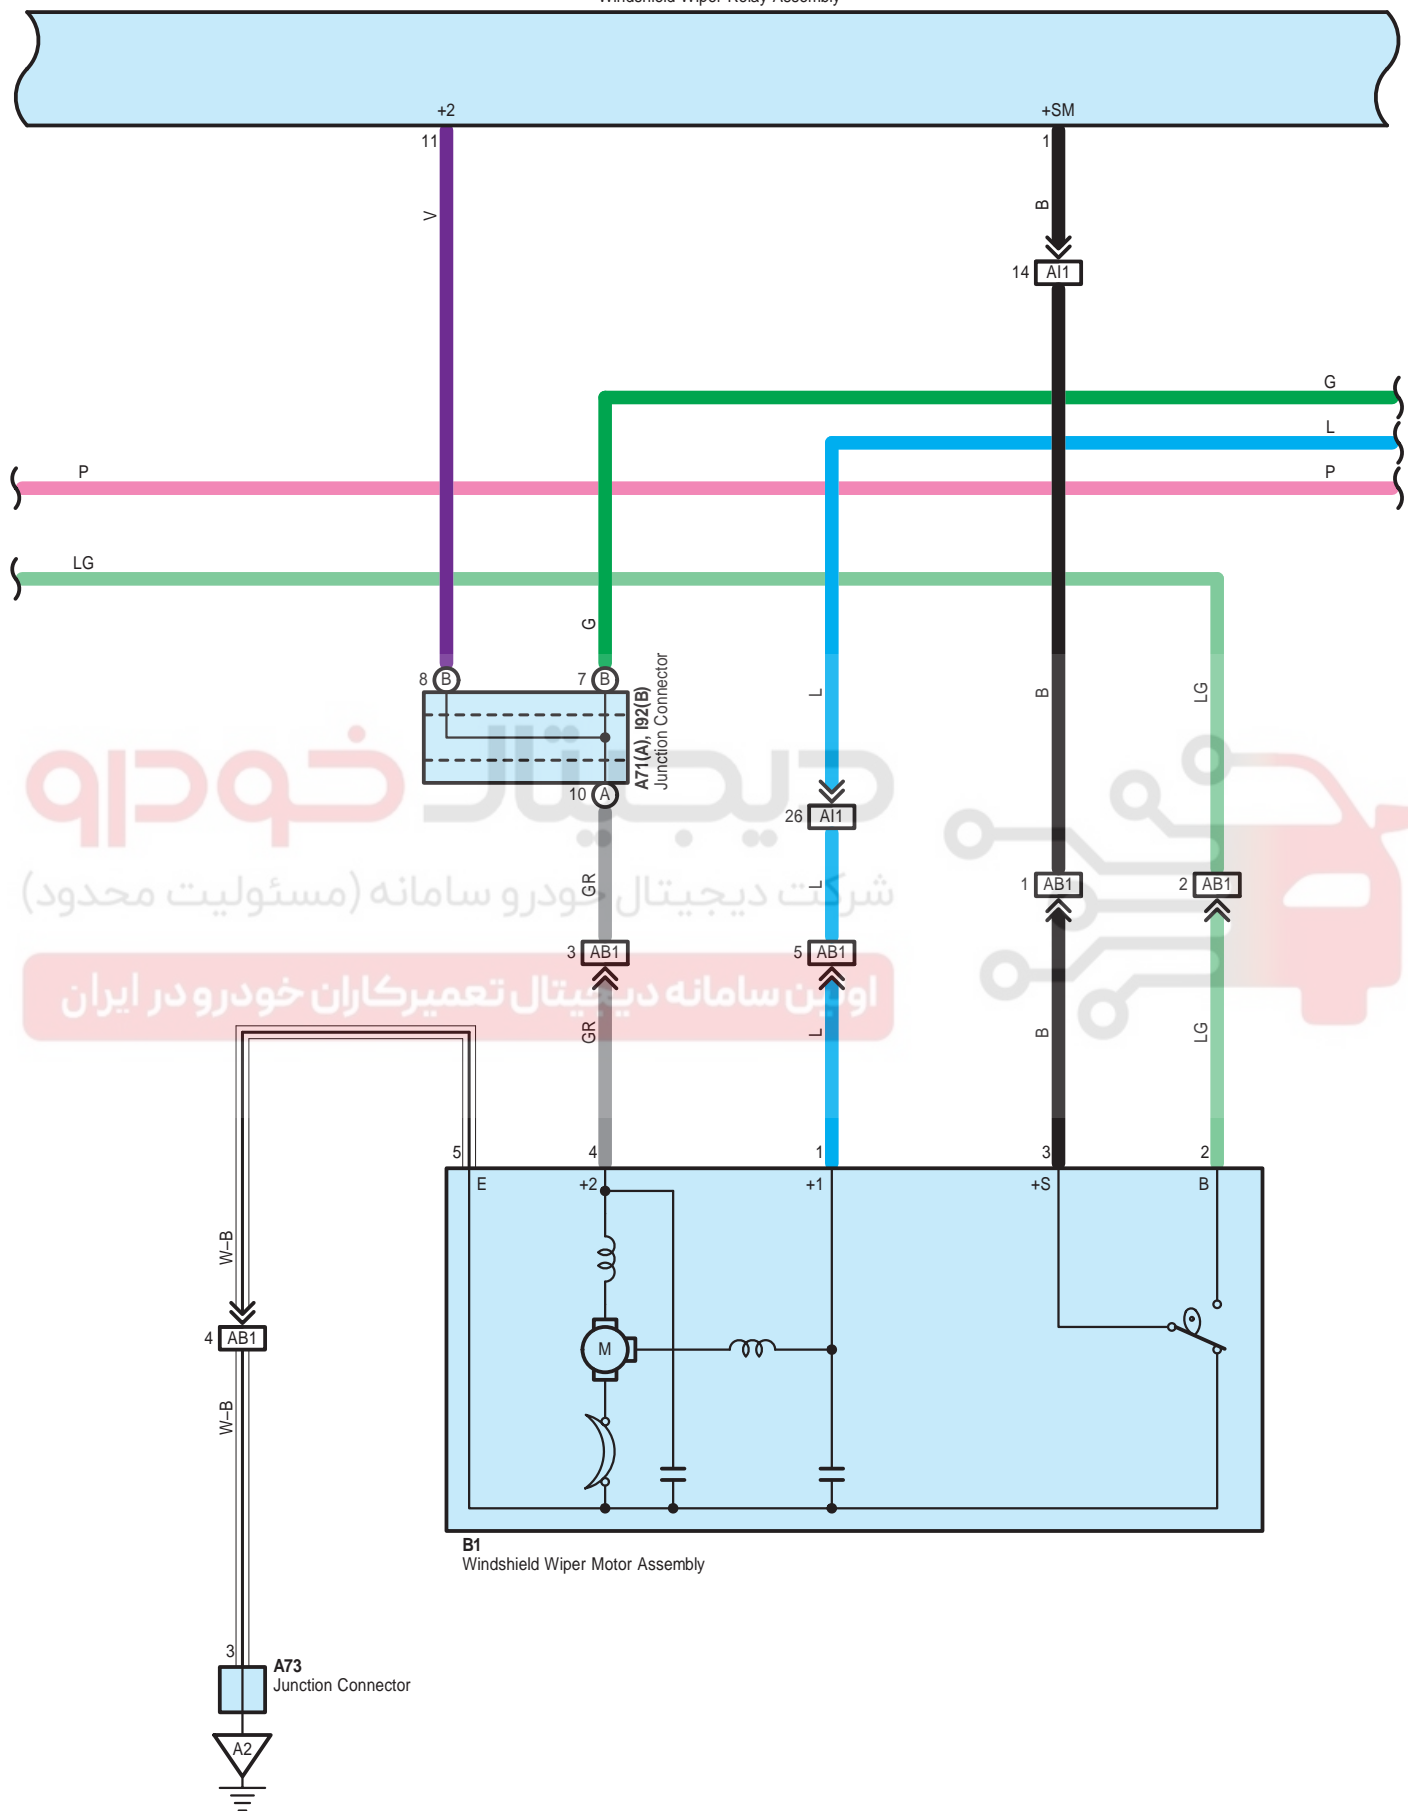 Windshield Wiper Relay Assembly
+2
+SM
11
1
V
B
14
AI1
G
L
P
P
LG
G
8
B
7
B
A71(A), I92(B)
Junction Connector
L
B
LG
دیجیتال خودرو
10
A
26
AI1
شرکت دیجیتال خودرو سامانه (مسئولیت محدود)
GR
L
1
AB1
2
AB1
3
AB1
5
AB1
اولین سامانه دیجیتال تعمیرکاران خودرو در ایران
GR
L
B
LG
5
4
1
3
2
E
+2
+1
+S
B
W–B
4
AB1
M
W–B
B1
Windshield Wiper Motor Assembly
3
A73
Junction Connector
A2